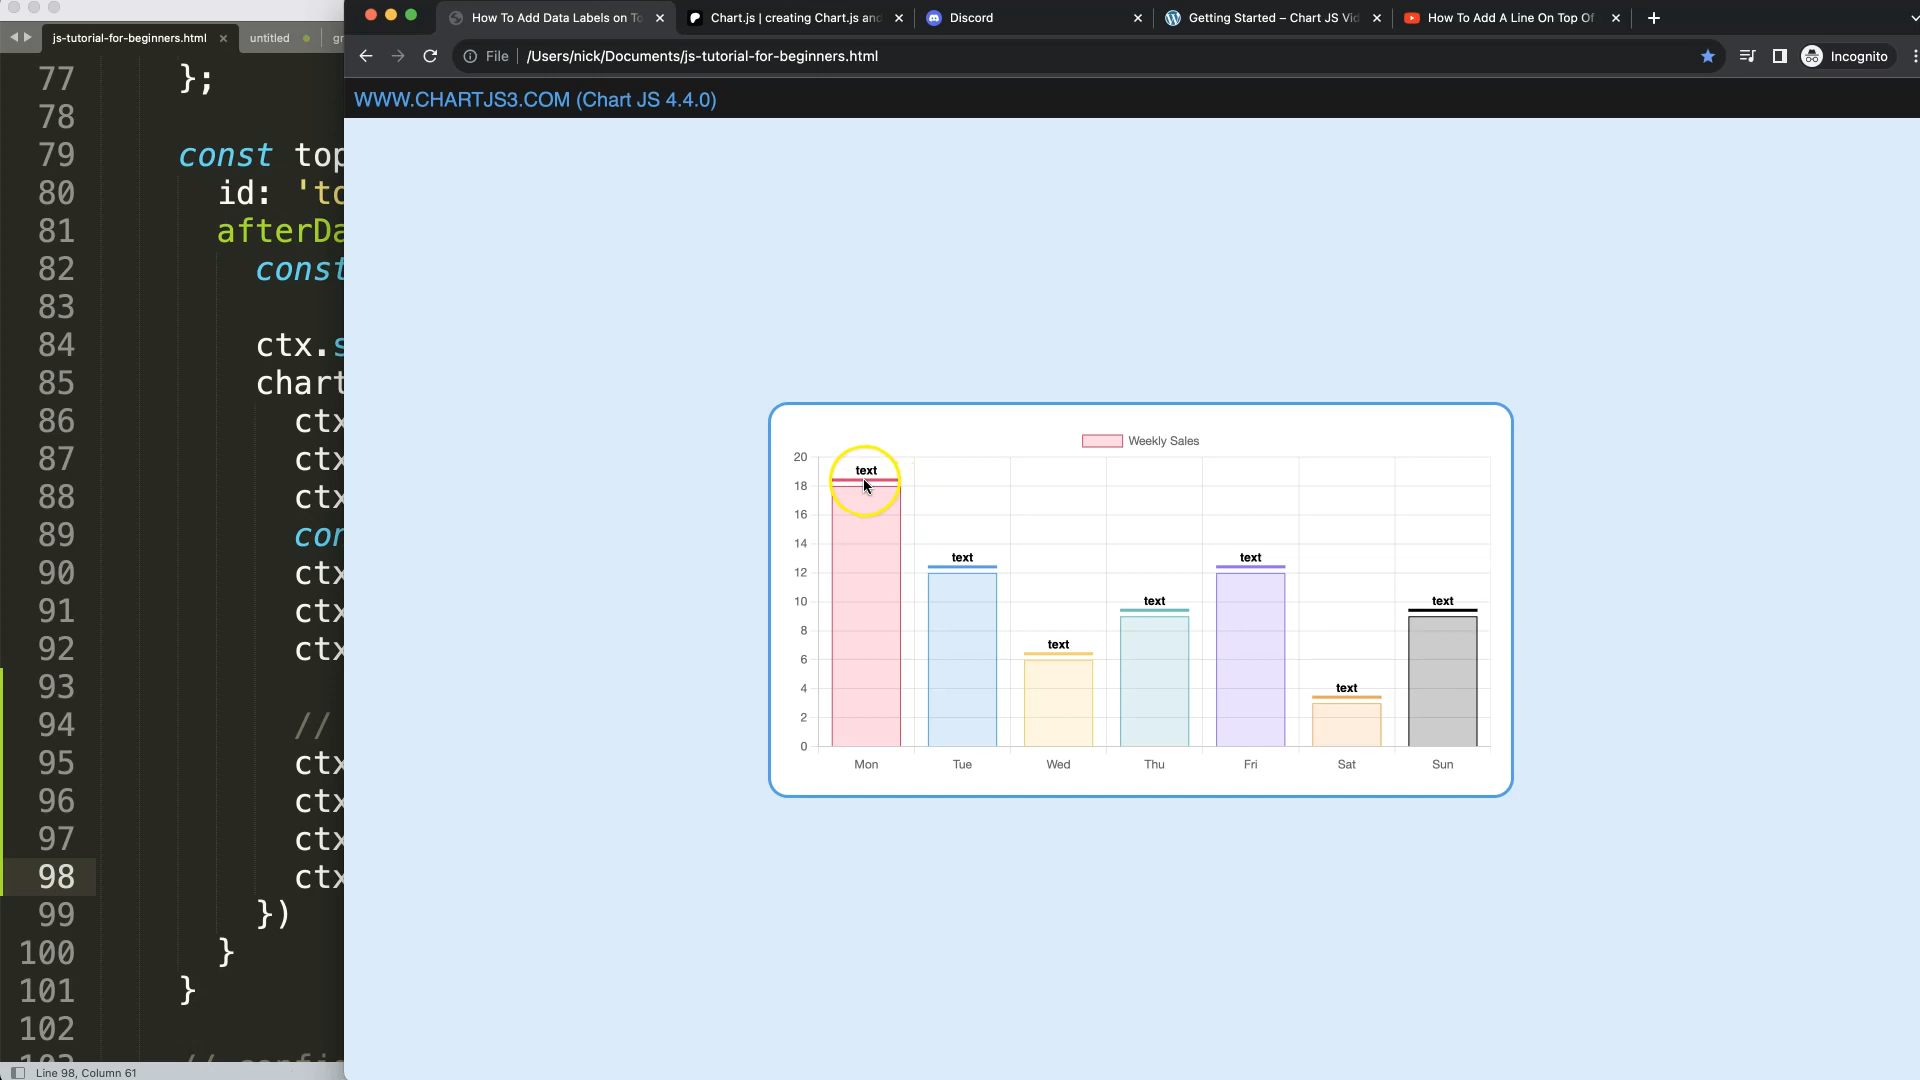 How To Add Data Labels on To
Chart.js | creating Chart.js and
Discord
Getting Started – Chart JS Vid
How To Add A Line On Top Of
js-tutorial-for-beginners.html
untitled
File
/Users/nick/Documents/js-tutorial-for-beginners.html
Incognito
WWW.CHARTJS3.COM (Chart JS 4.4.0)
77 };
78
79 const top
80 id: 'to
81 afterDa
82 const
83
84 ctx.s
85 chart
86 ctx
87 ctx
88 ctx
89 con
90 ctx
91 ctx
92 ctx
93
94 //
95 ctx
96 ctx
97 ctx
98 ctx
99 })
100 }
101 }
102
Line 98, Column 61
Weekly Sales
20
18
16
14
12
10
8
6
4
2
0
text
text
text
text
text
text
text
Mon
Tue
Wed
Thu
Fri
Sat
Sun